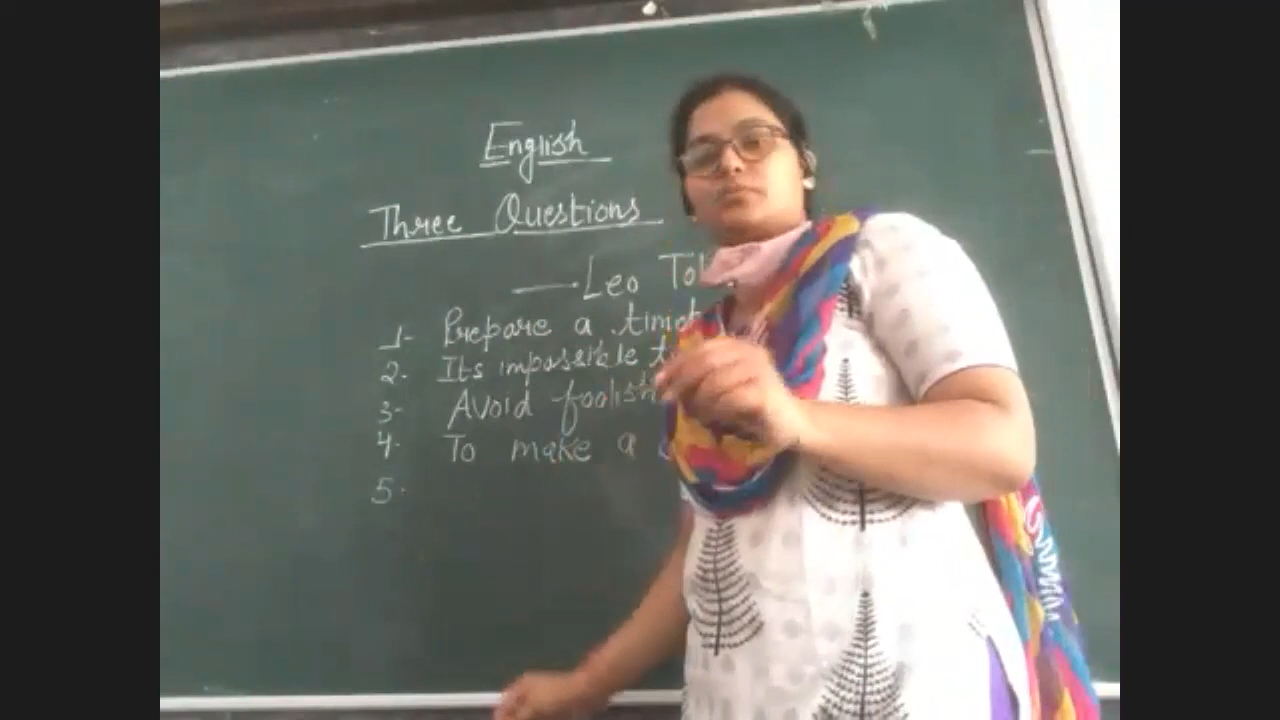 English
Three Questions
— Leo Tol
1- Prepare a timet
2. Its impossible t
3- Avoid foolish
4. To make a
5.